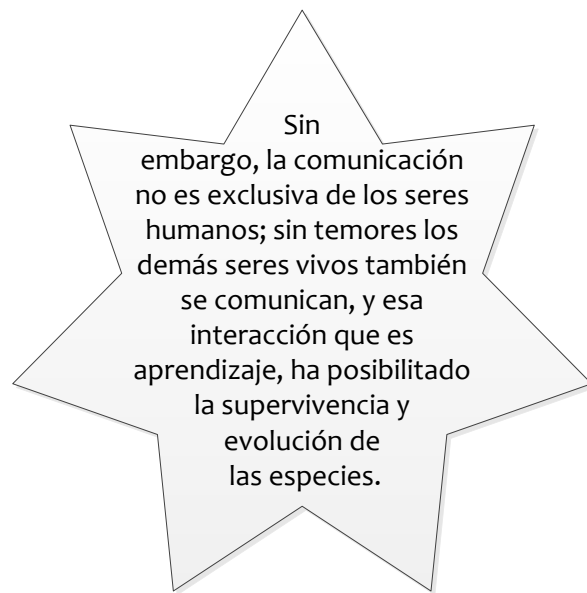 Sin
embargo, la comunicación
no es exclusiva de los seres
humanos; sin temores los
demás seres vivos también
se comunican, y esa
interacción que es
aprendizaje, ha posibilitado
la supervivencia y
evolución de
las especies.